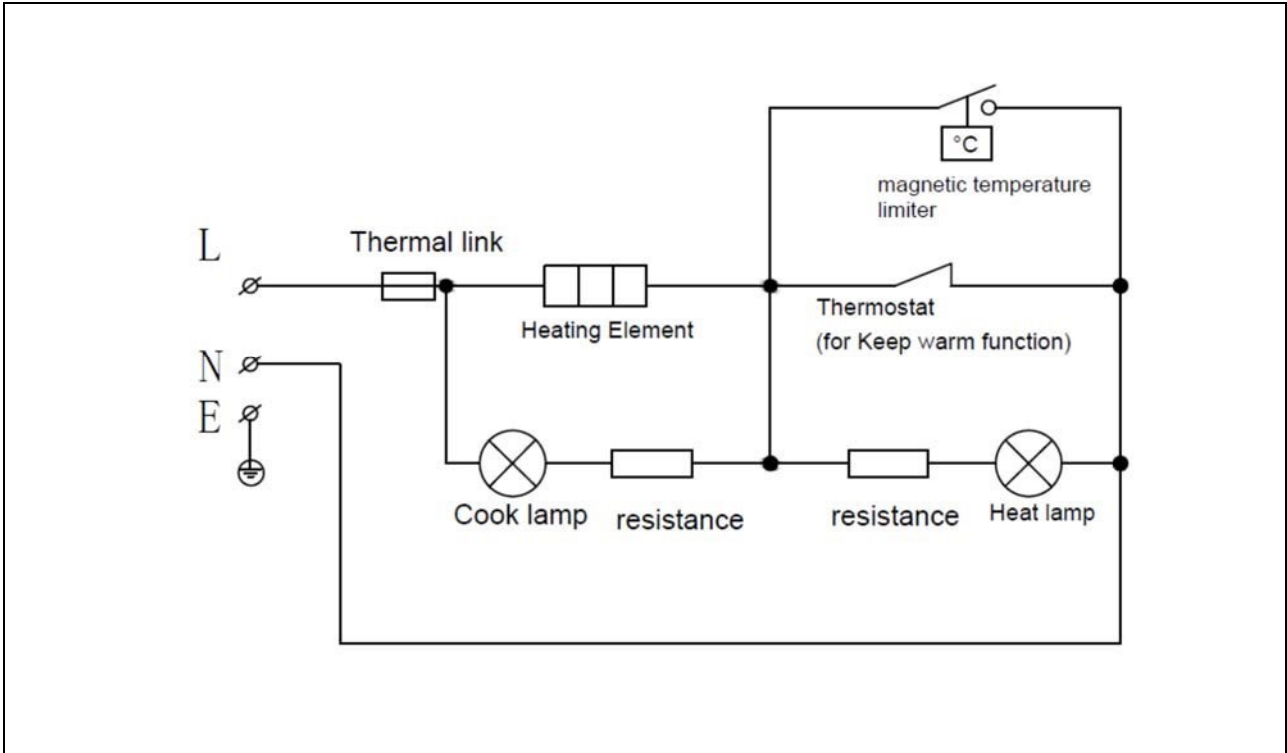 °C
magnetic temperature
limiter
L
Thermal link
Heating Element
Thermostat
(for Keep warm function)
N
E
Cook lamp
resistance
resistance
Heat lamp